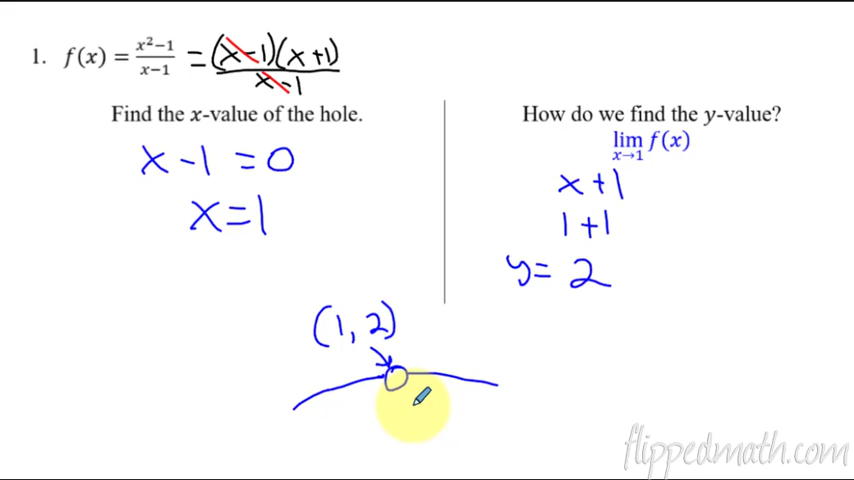 1. f(x) = x²−1 / x−1 = (x−1)(x+1) / x−1
Find the x-value of the hole.
x − 1 = 0
x = 1
How do we find the y-value?
lim x→1 f(x)
x + 1
1 + 1
y = 2
(1, 2)
flippedmath.com